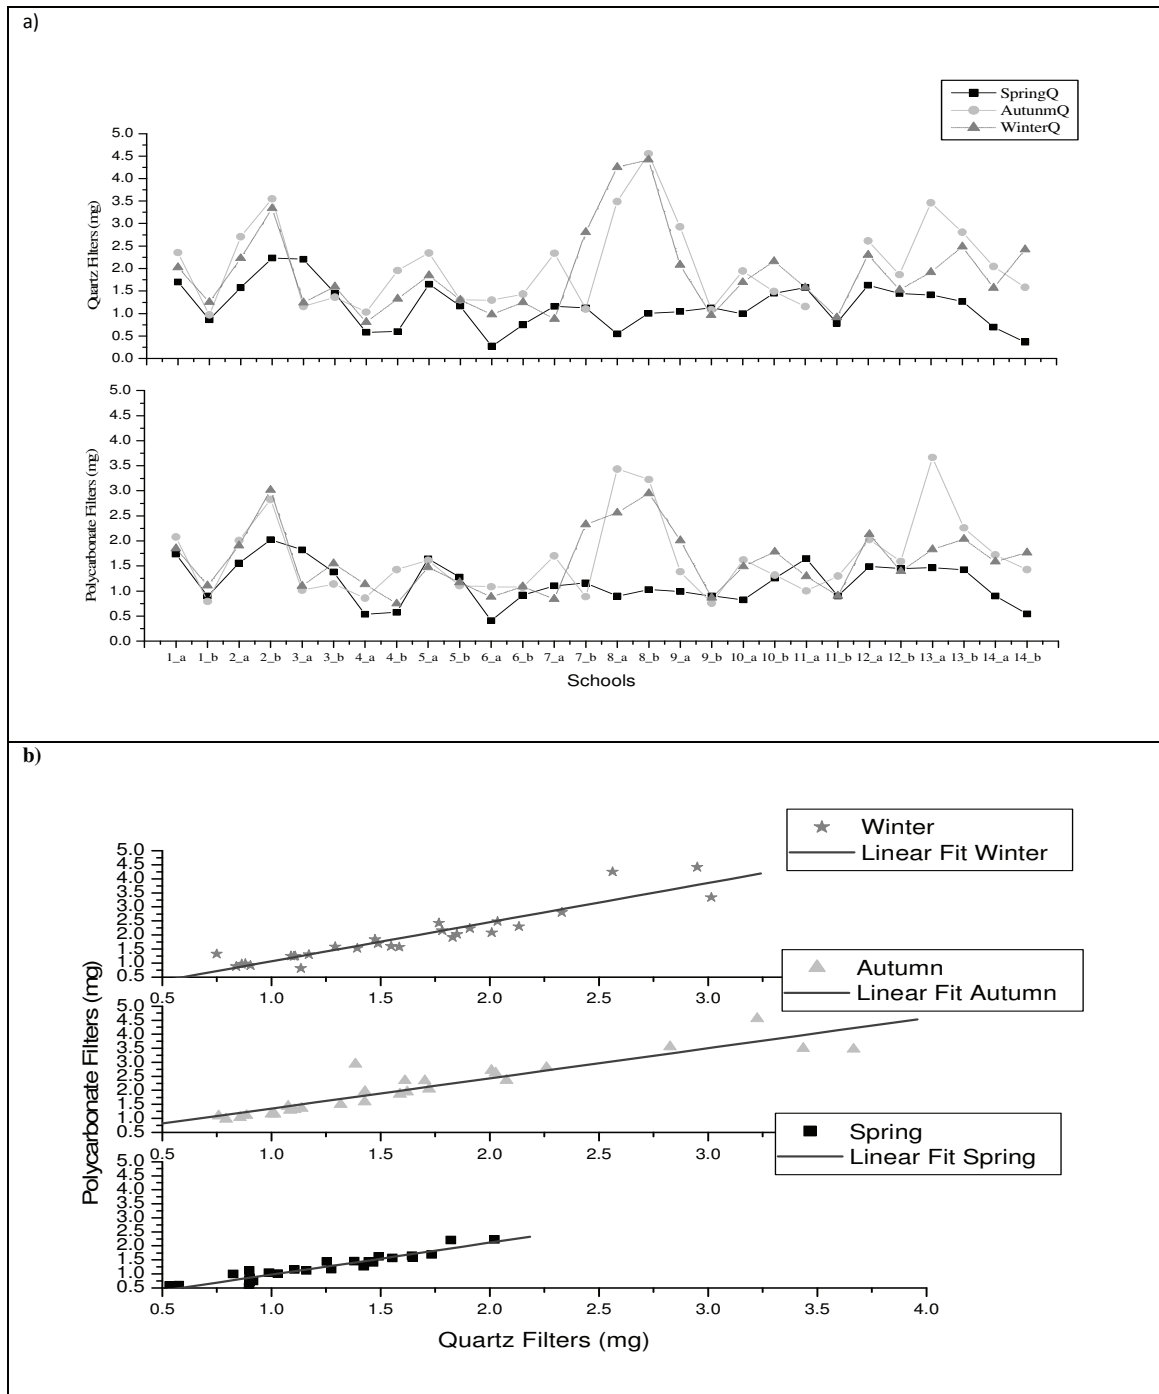 a)
SpringQ
AutunmQ
WinterQ
Quartz Filters (mg)
5.0
4.5
4.0
3.5
3.0
2.5
2.0
1.5
1.0
0.5
0.0
Polycarbonate Filters (mg)
5.0
4.5
4.0
3.5
3.0
2.5
2.0
1.5
1.0
0.5
0.0
1_a 1_b 2_a 2_b 3_a 3_b 4_a 4_b 5_a 5_b 6_a 6_b 7_a 7_b 8_a 8_b 9_a 9_b 10_a 10_b 11_a 11_b 12_a 12_b 13_a 13_b 14_a 14_b
Schools
b)
Winter
Linear Fit Winter
5.0
4.5
4.0
3.5
3.0
2.5
2.0
1.5
1.0
0.5
0.5 1.0 1.5 2.0 2.5 3.0
Autumn
Linear Fit Autumn
Polycarbonate Filters (mg)
5.0
4.5
4.0
3.5
3.0
2.5
2.0
1.5
1.0
0.5
0.5 1.0 1.5 2.0 2.5 3.0
Spring
Linear Fit Spring
5.0
4.5
4.0
3.5
3.0
2.5
2.0
1.5
1.0
0.5
0.5 1.0 1.5 2.0 2.5 3.0 3.5 4.0
Quartz Filters (mg)